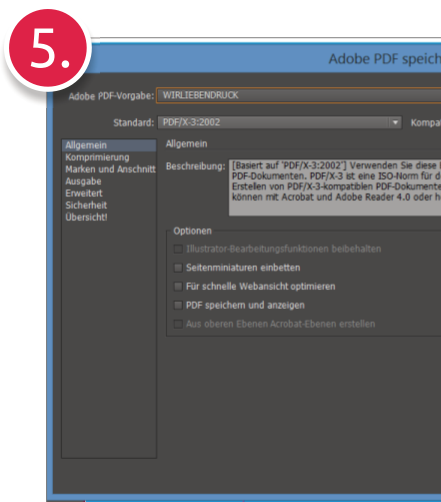 5.
Adobe PDF speich
Adobe PDF-Vorgabe: WIRLIEBENDRUCK
Standard: PDF/X-3:2002 Kompat
Allgemein
Komprimierung
Marken und Anschnitt
Ausgabe
Erweitert
Sicherheit
Übersicht!
Allgemein
Beschreibung: [Basiert auf 'PDF/X-3:2002'] Verwenden Sie diese
PDF-Dokumenten. PDF/X-3 ist eine ISO-Norm für d
Erstellen von PDF/X-3-kompatiblen PDF-Dokumente
können mit Acrobat und Adobe Reader 4.0 oder h
Optionen
Illustrator-Bearbeitungsfunktionen beibehalten
Seitenminiaturen einbetten
Für schnelle Webansicht optimieren
PDF speichern und anzeigen
Aus oberen Ebenen Acrobat-Ebenen erstellen